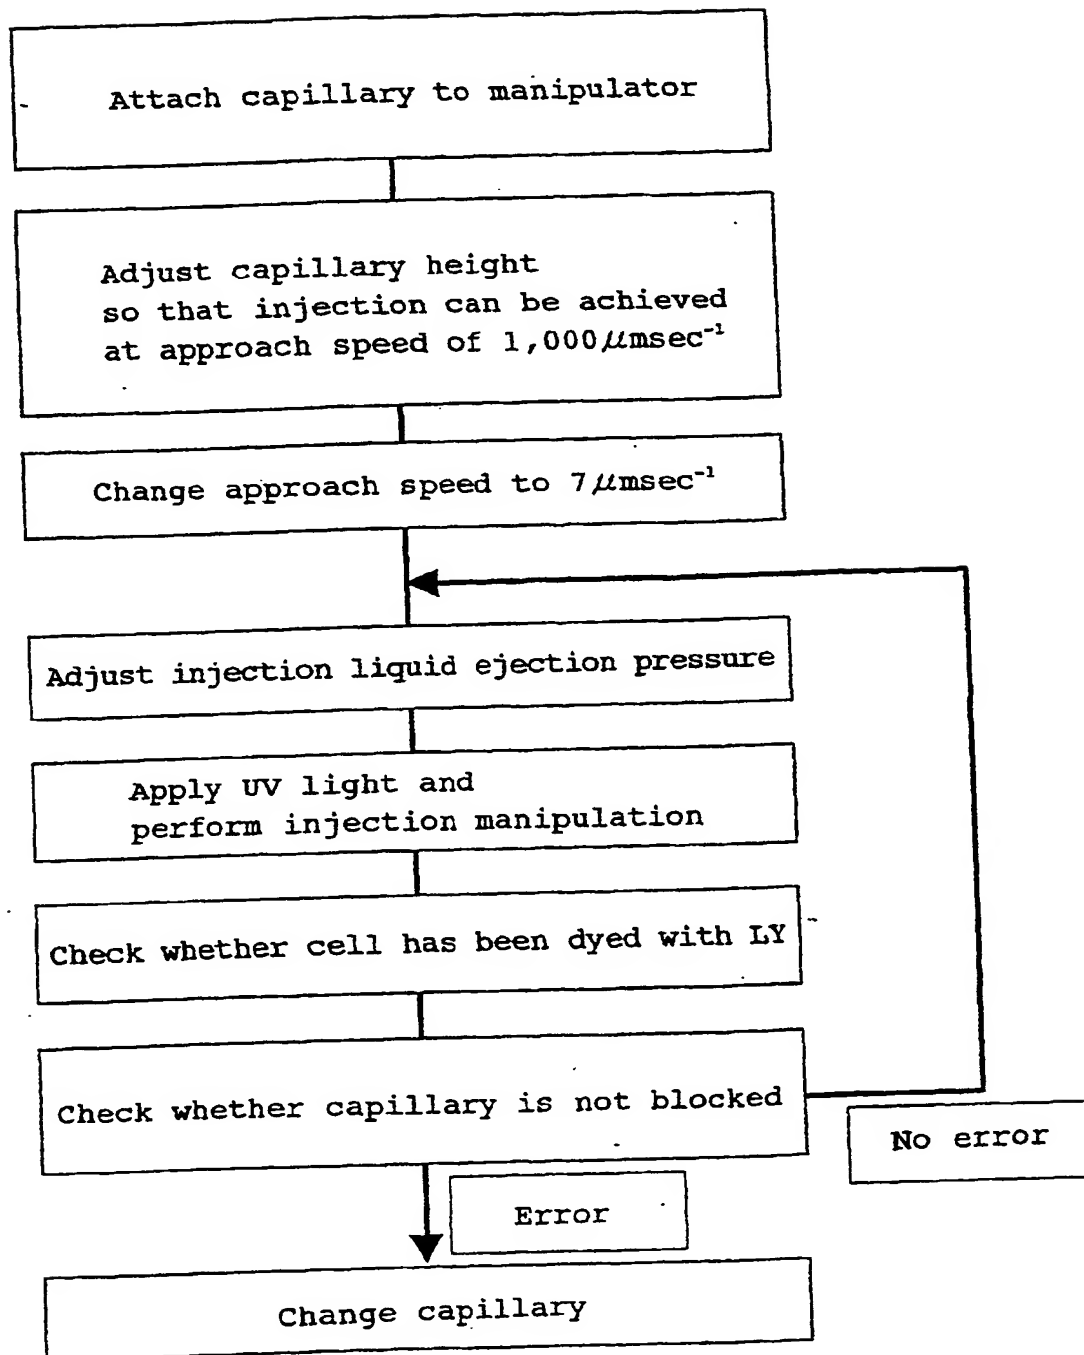 Attach capillary to manipulator
Adjust capillary height
so that injection can be achieved
at approach speed of 1,000μmsec⁻¹
Change approach speed to 7μmsec⁻¹
Adjust injection liquid ejection pressure
Apply UV light and
perform injection manipulation
Check whether cell has been dyed with LY
Check whether capillary is not blocked
No error
Error
Change capillary